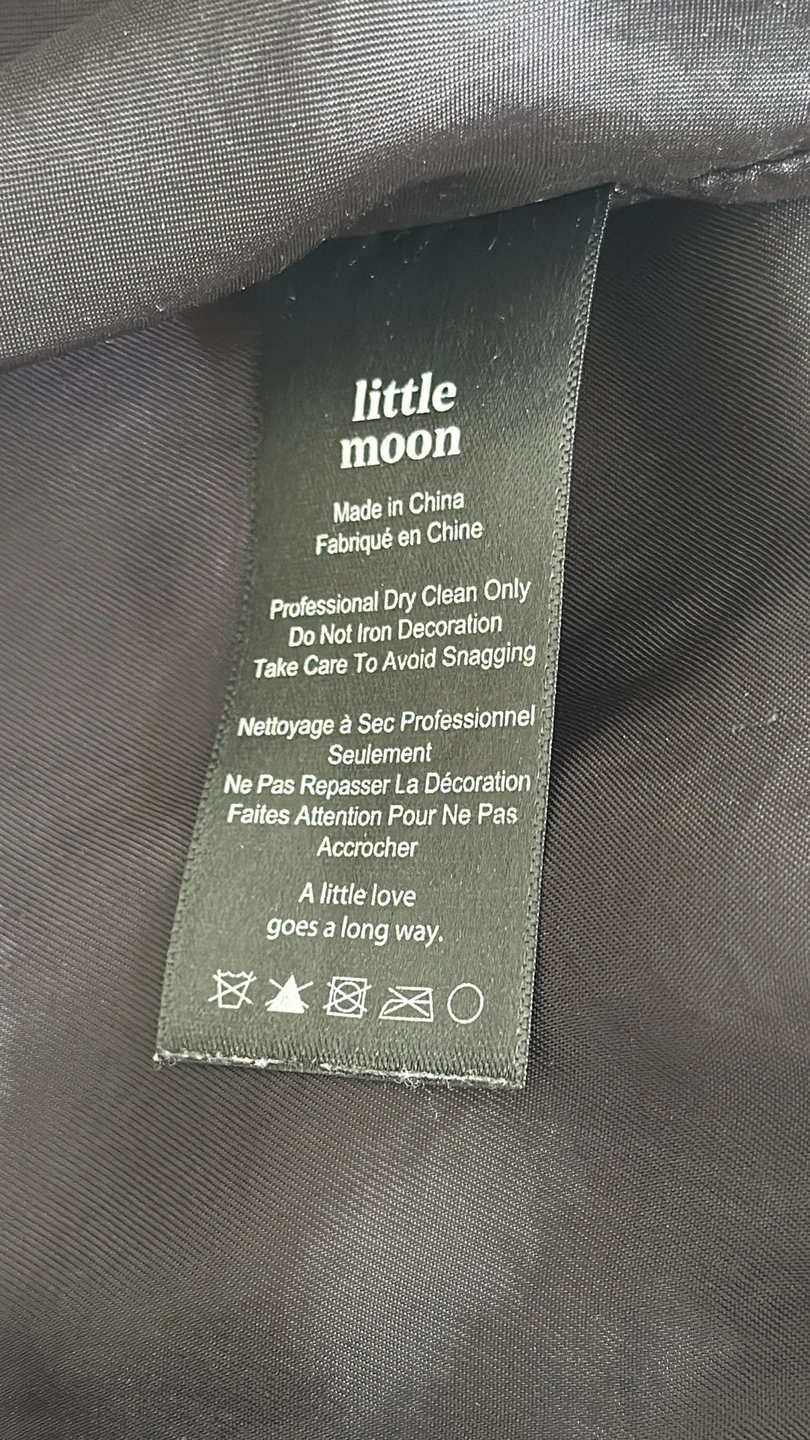 little
moon
Made in China
Fabriqué en Chine
Professional Dry Clean Only
Do Not Iron Decoration
Take Care To Avoid Snagging
Nettoyage à Sec Professionnel
Seulement
Ne Pas Repasser La Décoration
Faites Attention Pour Ne Pas
Accrocher
A little love
goes a long way.